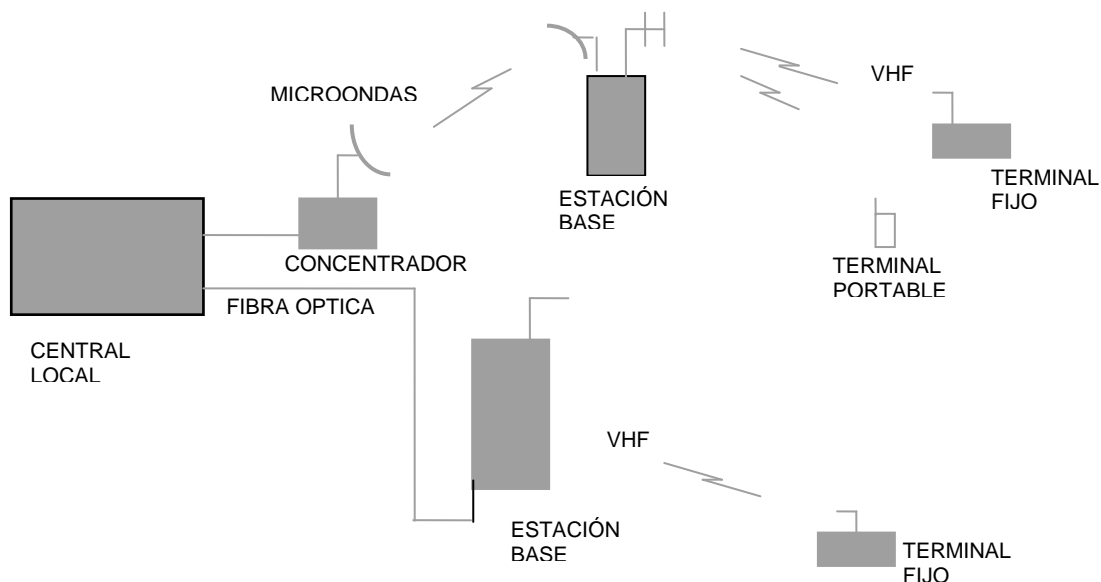 VHF
MICROONDAS
TERMINAL
FIJO
ESTACIÓN
BASE
CONCENTRADOR
TERMINAL
PORTABLE
FIBRA OPTICA
CENTRAL
LOCAL
VHF
ESTACIÓN
BASE
TERMINAL
FIJO